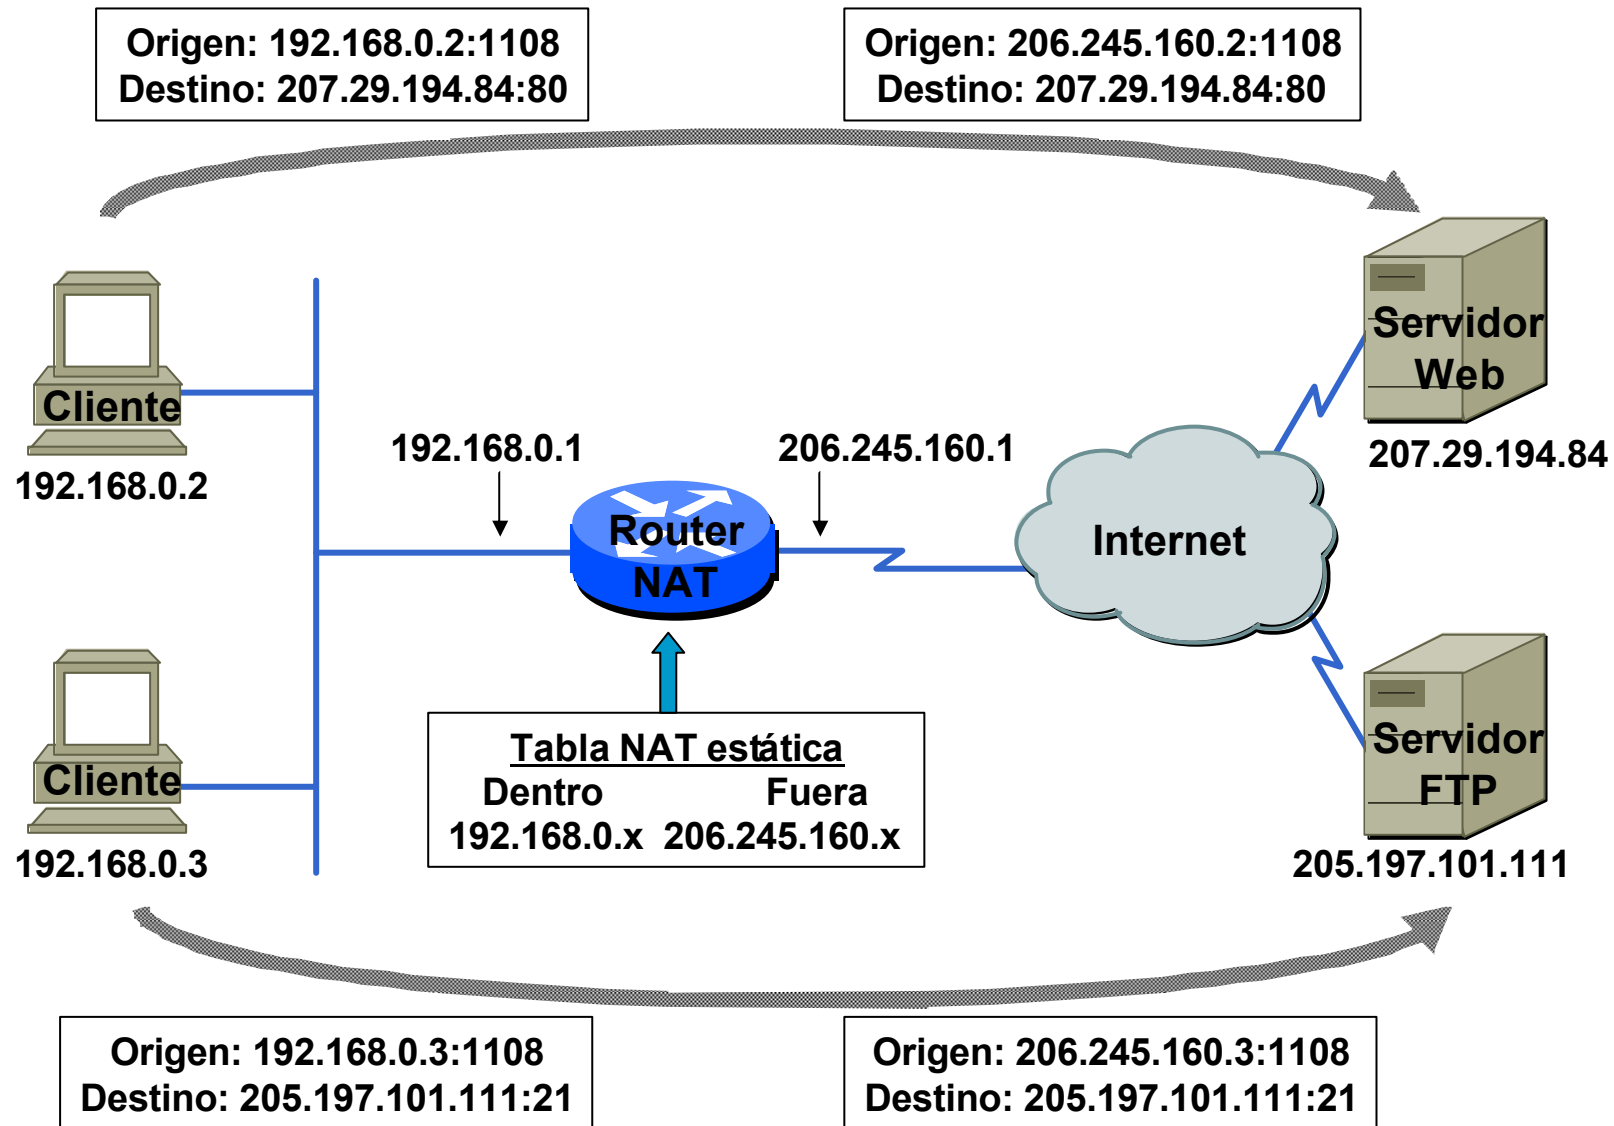 Origen: 192.168.0.2:1108
Destino: 207.29.194.84:80
Origen: 206.245.160.2:1108
Destino: 207.29.194.84:80
Cliente
192.168.0.2
192.168.0.1
206.245.160.1
Servidor
Web
207.29.194.84
Router
NAT
Internet
Cliente
192.168.0.3
Tabla NAT estática
Dentro Fuera
192.168.0.x 206.245.160.x
Servidor
FTP
205.197.101.111
Origen: 192.168.0.3:1108
Destino: 205.197.101.111:21
Origen: 206.245.160.3:1108
Destino: 205.197.101.111:21